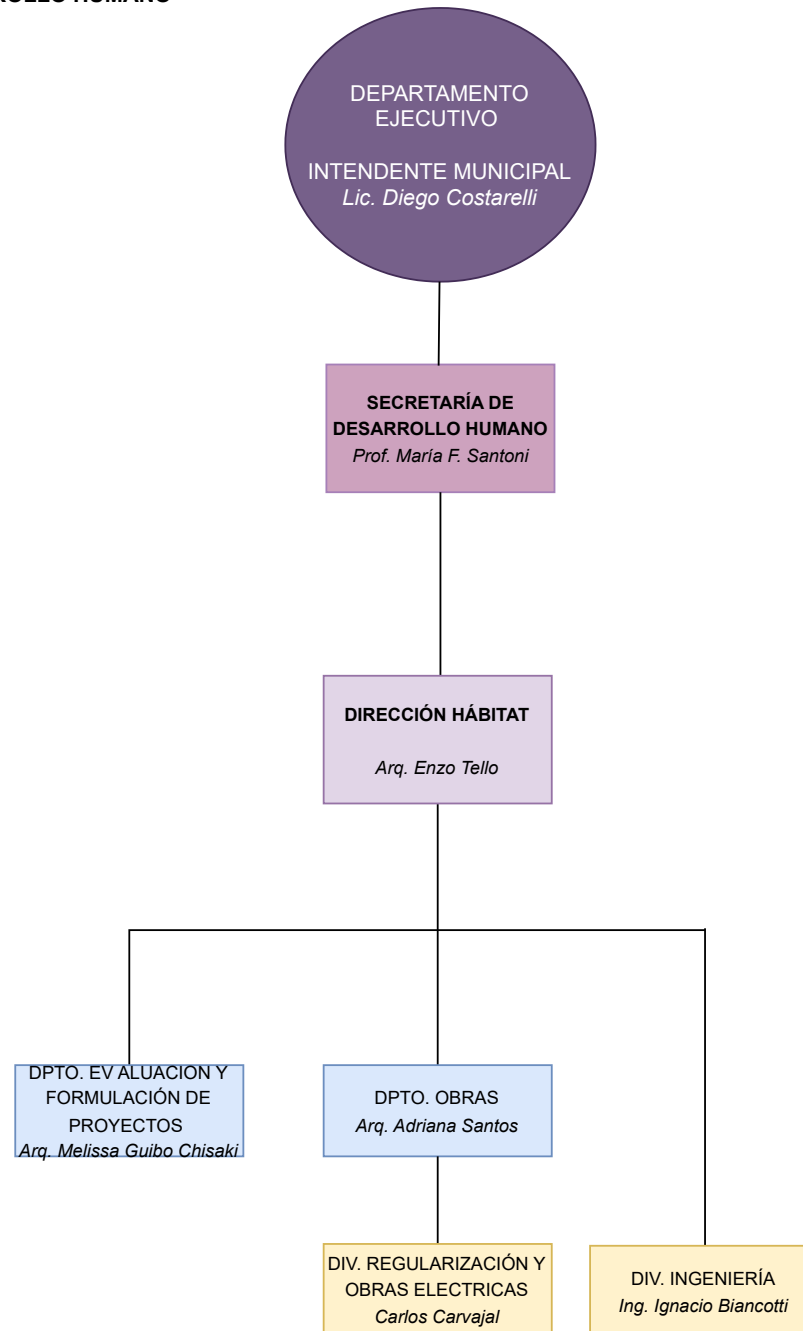 DEPARTAMENTO
EJECUTIVO
INTENDENTE MUNICIPAL
Lic. Diego Costarelli
SECRETARÍA DE
DESARROLLO HUMANO
Prof. María F. Santoni
DIRECCIÓN HÁBITAT
Arq. Enzo Tello
DPTO. EV ALUACION Y
FORMULACIÓN DE
PROYECTOS
Arq. Melissa Guibo Chisaki
DPTO. OBRAS
Arq. Adriana Santos
DIV. REGULARIZACIÓN Y
OBRAS ELECTRICAS
Carlos Carvajal
DIV. INGENIERÍA
Ing. Ignacio Biancotti